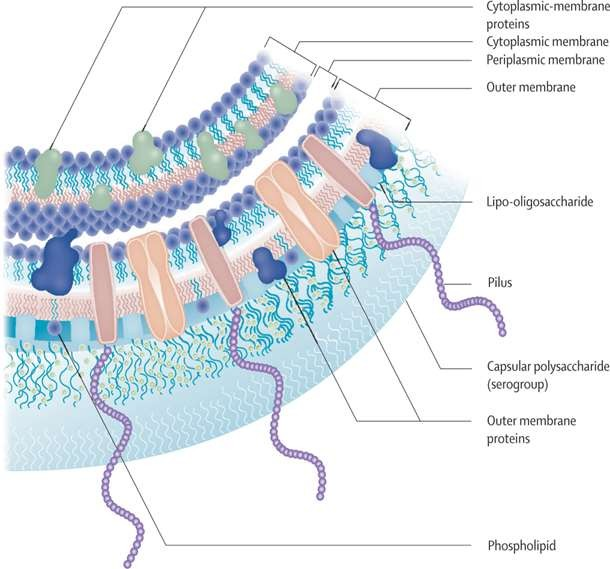 Cytoplasmic-membrane
proteins
Cytoplasmic membrane
Periplasmic membrane
Outer membrane
Lipo-oligosaccharide
Pilus
Capsular polysaccharide
(serogroup)
Outer membrane
proteins
Phospholipid